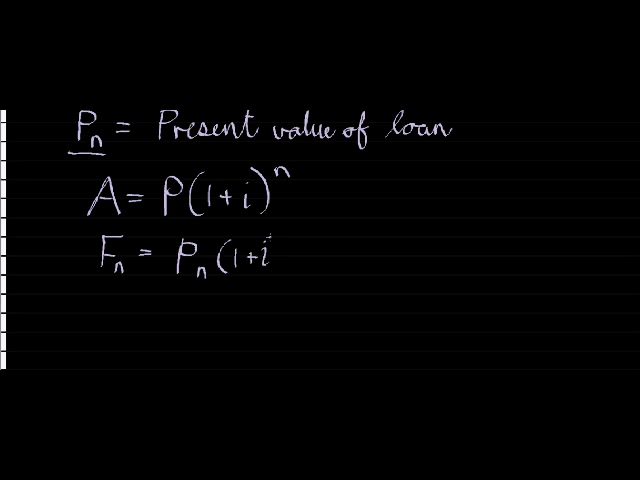 Pₙ = Present value of loan
A = P(1+i)ⁿ
Fₙ = Pₙ (1+i